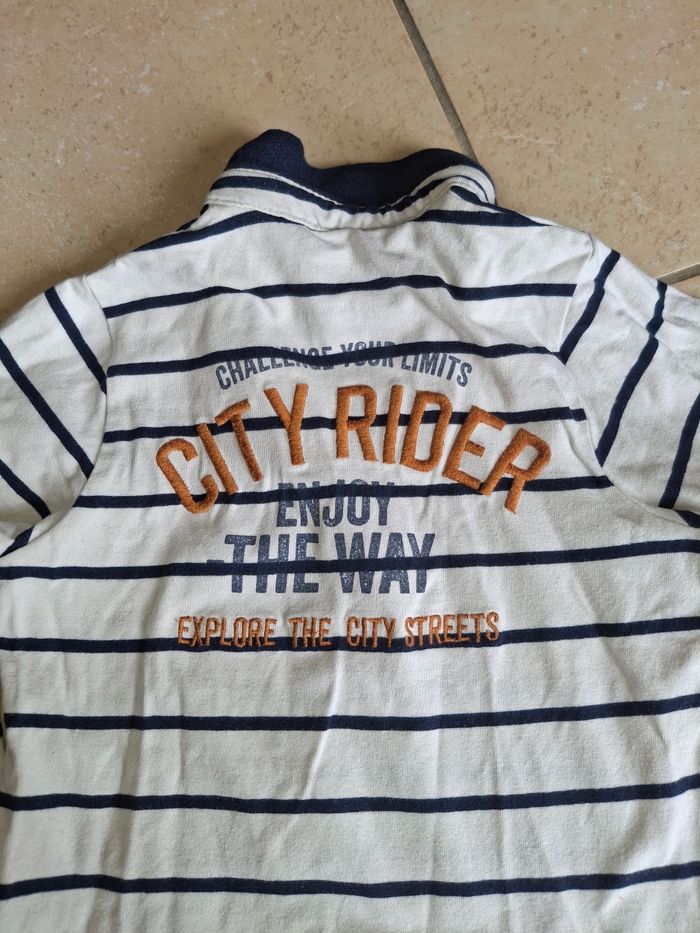 CHALLENGE YOUR LIMITS
CITY RIDER
ENJOY
-THE WAY
EXPLORE THE CITY STREETS